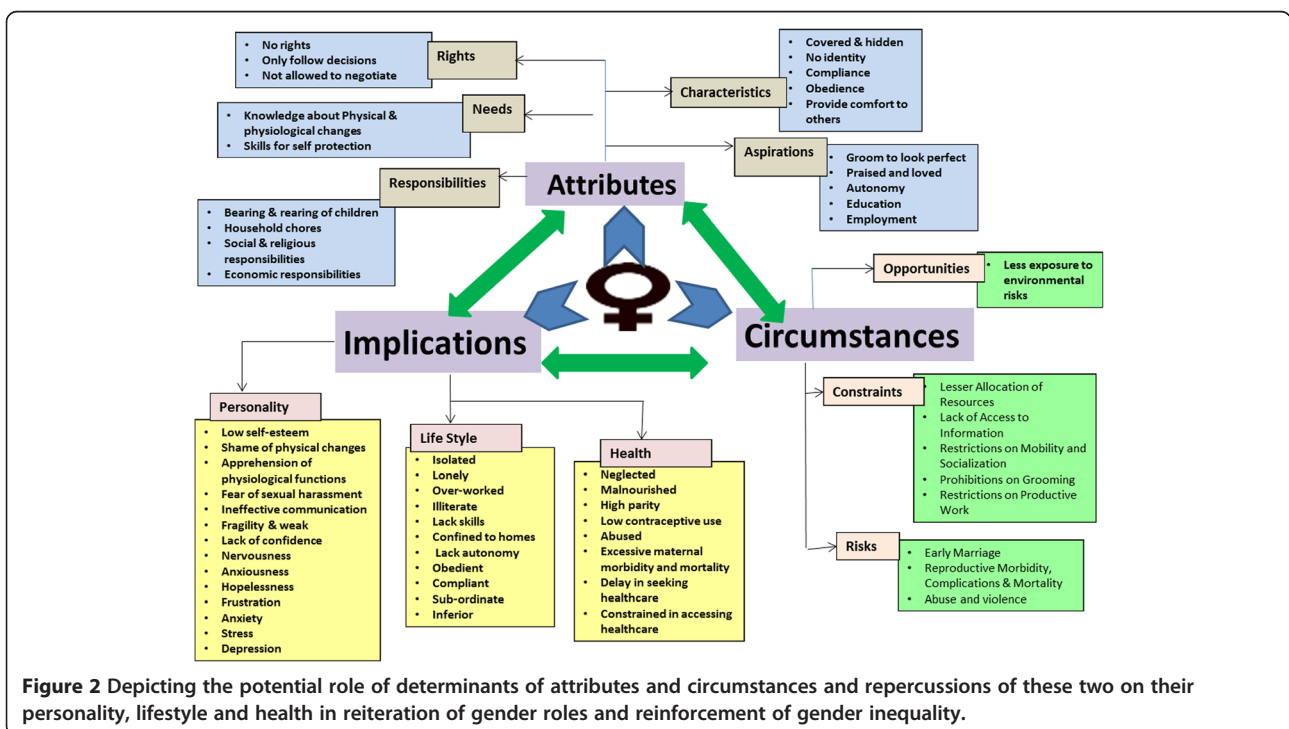 • No rights
• Only follow decisions
• Not allowed to negotiate
Rights
• Knowledge about Physical &
physiological changes
• Skills for self protection
Needs
Responsibilities
• Bearing & rearing of children
• Household chores
• Social & religious
responsibilities
• Economic responsibilities
Characteristics
• Covered & hidden
• No identity
• Compliance
• Obedience
• Provide comfort to
others
Aspirations
• Groom to look perfect
• Praised and loved
• Autonomy
• Education
• Employment
Attributes
Implications
Circumstances
Opportunities
• Less exposure to
environmental
risks
Constraints
• Lesser Allocation of
Resources
• Lack of Access to
Information
• Restrictions on Mobility and
Socialization
• Prohibitions on Grooming
• Restrictions on Productive
Work
Risks
• Early Marriage
• Reproductive Morbidity,
Complications & Mortality
• Abuse and violence
Personality
• Low self-esteem
• Shame of physical changes
• Apprehension of
physiological functions
• Fear of sexual harassment
• Ineffective communication
• Fragility & weak
• Lack of confidence
• Nervousness
• Anxiousness
• Hopelessness
• Frustration
• Anxiety
• Stress
• Depression
Life Style
• Isolated
• Lonely
• Over-worked
• Illiterate
• Lack skills
• Confined to homes
• Lack autonomy
• Obedient
• Compliant
• Sub-ordinate
• Inferior
Health
• Neglected
• Malnourished
• High parity
• Low contraceptive use
• Abused
• Excessive maternal
morbidity and mortality
• Delay in seeking
healthcare
• Constrained in accessing
healthcare
Figure 2 Depicting the potential role of determinants of attributes and circumstances and repercussions of these two on their
personality, lifestyle and health in reiteration of gender roles and reinforcement of gender inequality.